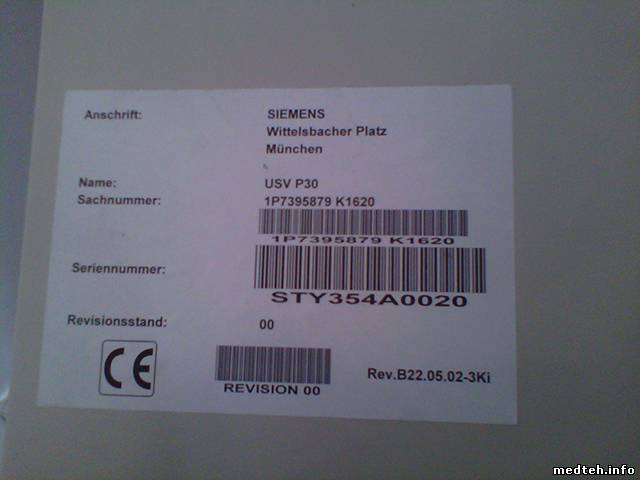 Anschrift: SIEMENS
Wittelsbacher Platz
München
Name: USV P30
Sachnummer: 1P7395879 K1620
1P7395879 K1620
Seriennummer:
STY354A0020
Revisionsstand: 00
CE
REVISION 00
Rev.B22.05.02-3Ki
medteh.info